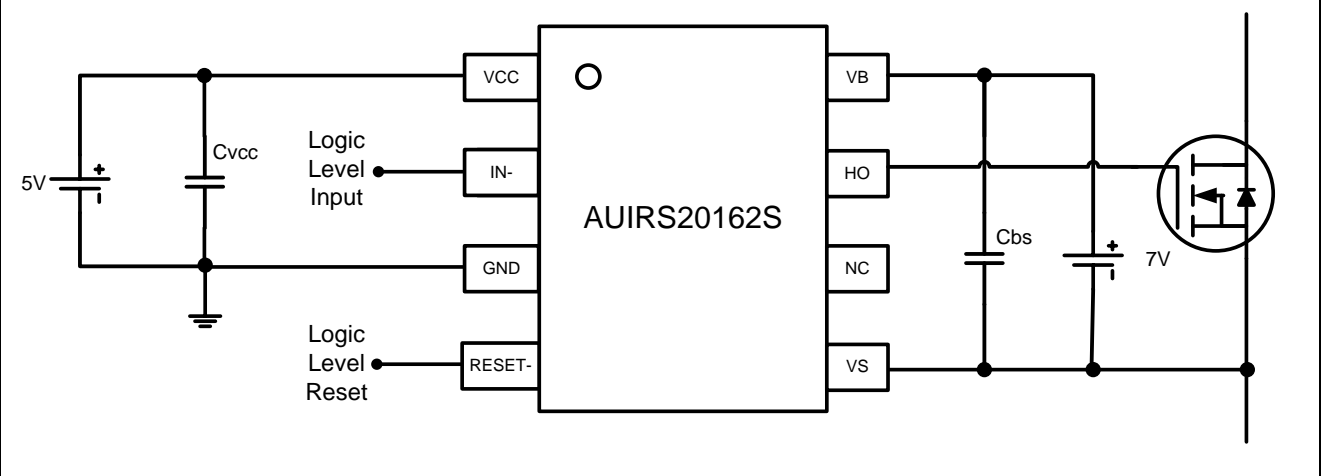 VCC
VB
5V
+
-
Cvcc
Logic
Level
Input
IN-
HO
AUIRS20162S
GND
NC
Cbs
+
-
7V
Logic
Level
Reset
RESET-
VS